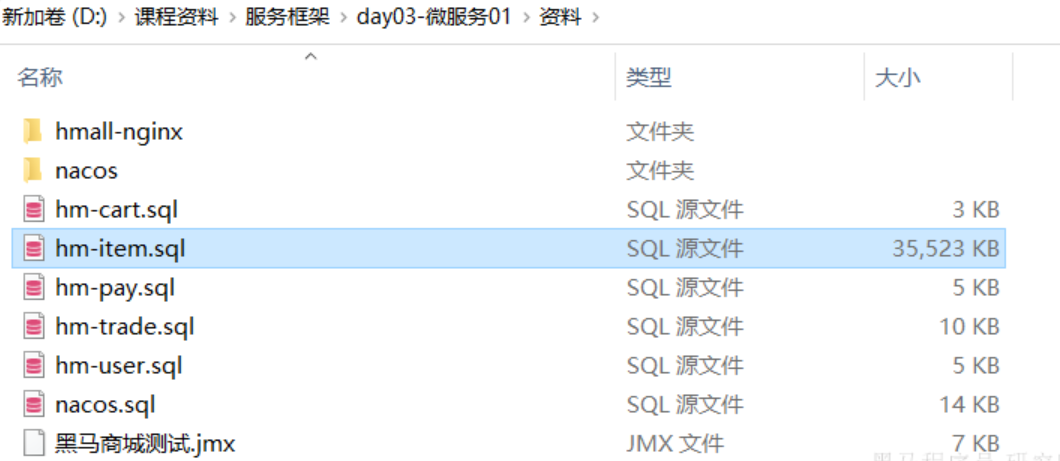 新加卷 (D:) › 课程资料 › 服务框架 › day03-微服务01 › 资料 ›
名称 类型 大小
hmall-nginx 文件夹
nacos 文件夹
hm-cart.sql SQL 源文件 3 KB
hm-item.sql SQL 源文件 35,523 KB
hm-pay.sql SQL 源文件 5 KB
hm-trade.sql SQL 源文件 10 KB
hm-user.sql SQL 源文件 5 KB
nacos.sql SQL 源文件 14 KB
黑马商城测试.jmx JMX 文件 7 KB